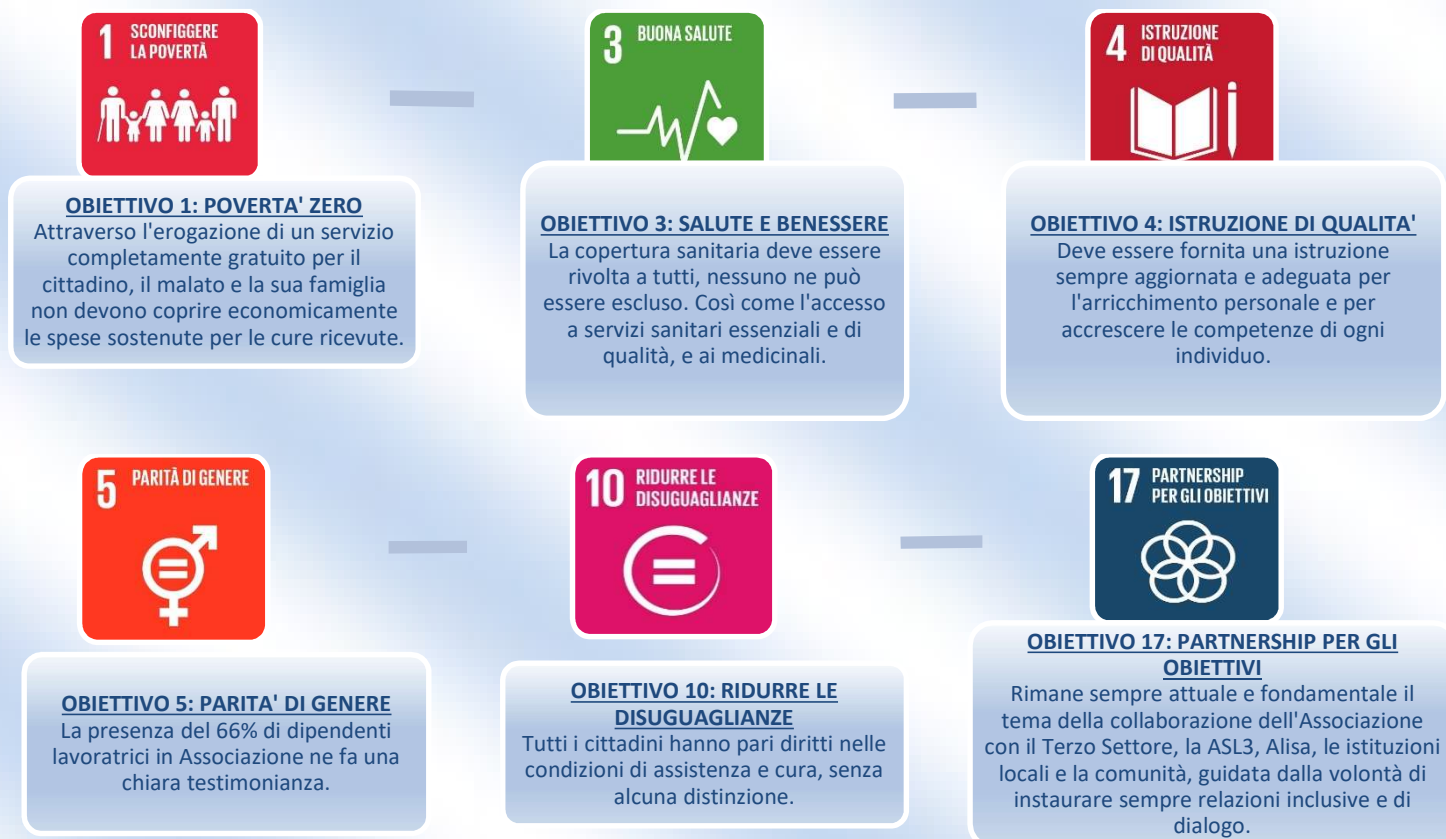 1 SCONFIGGERE
LA POVERTÀ
OBIETTIVO 1: POVERTA' ZERO
Attraverso l'erogazione di un servizio
completamente gratuito per il
cittadino, il malato e la sua famiglia
non devono coprire economicamente
le spese sostenute per le cure ricevute.
3 BUONA SALUTE
OBIETTIVO 3: SALUTE E BENESSERE
La copertura sanitaria deve essere
rivolta a tutti, nessuno ne può
essere escluso. Così come l'accesso
a servizi sanitari essenziali e di
qualità, e ai medicinali.
4 ISTRUZIONE
DI QUALITÀ
OBIETTIVO 4: ISTRUZIONE DI QUALITA'
Deve essere fornita una istruzione
sempre aggiornata e adeguata per
l'arricchimento personale e per
accrescere le competenze di ogni
individuo.
5 PARITÀ DI GENERE
OBIETTIVO 5: PARITA' DI GENERE
La presenza del 66% di dipendenti
lavoratrici in Associazione ne fa una
chiara testimonianza.
10 RIDURRE LE
DISUGUAGLIANZE
OBIETTIVO 10: RIDURRE LE
DISUGUAGLIANZE
Tutti i cittadini hanno pari diritti nelle
condizioni di assistenza e cura, senza
alcuna distinzione.
17 PARTNERSHIP
PER GLI OBIETTIVI
OBIETTIVO 17: PARTNERSHIP PER GLI
OBIETTIVI
Rimane sempre attuale e fondamentale il
tema della collaborazione dell'Associazione
con il Terzo Settore, la ASL3, Alisa, le istituzioni
locali e la comunità, guidata dalla volontà di
instaurare sempre relazioni inclusive e di
dialogo.